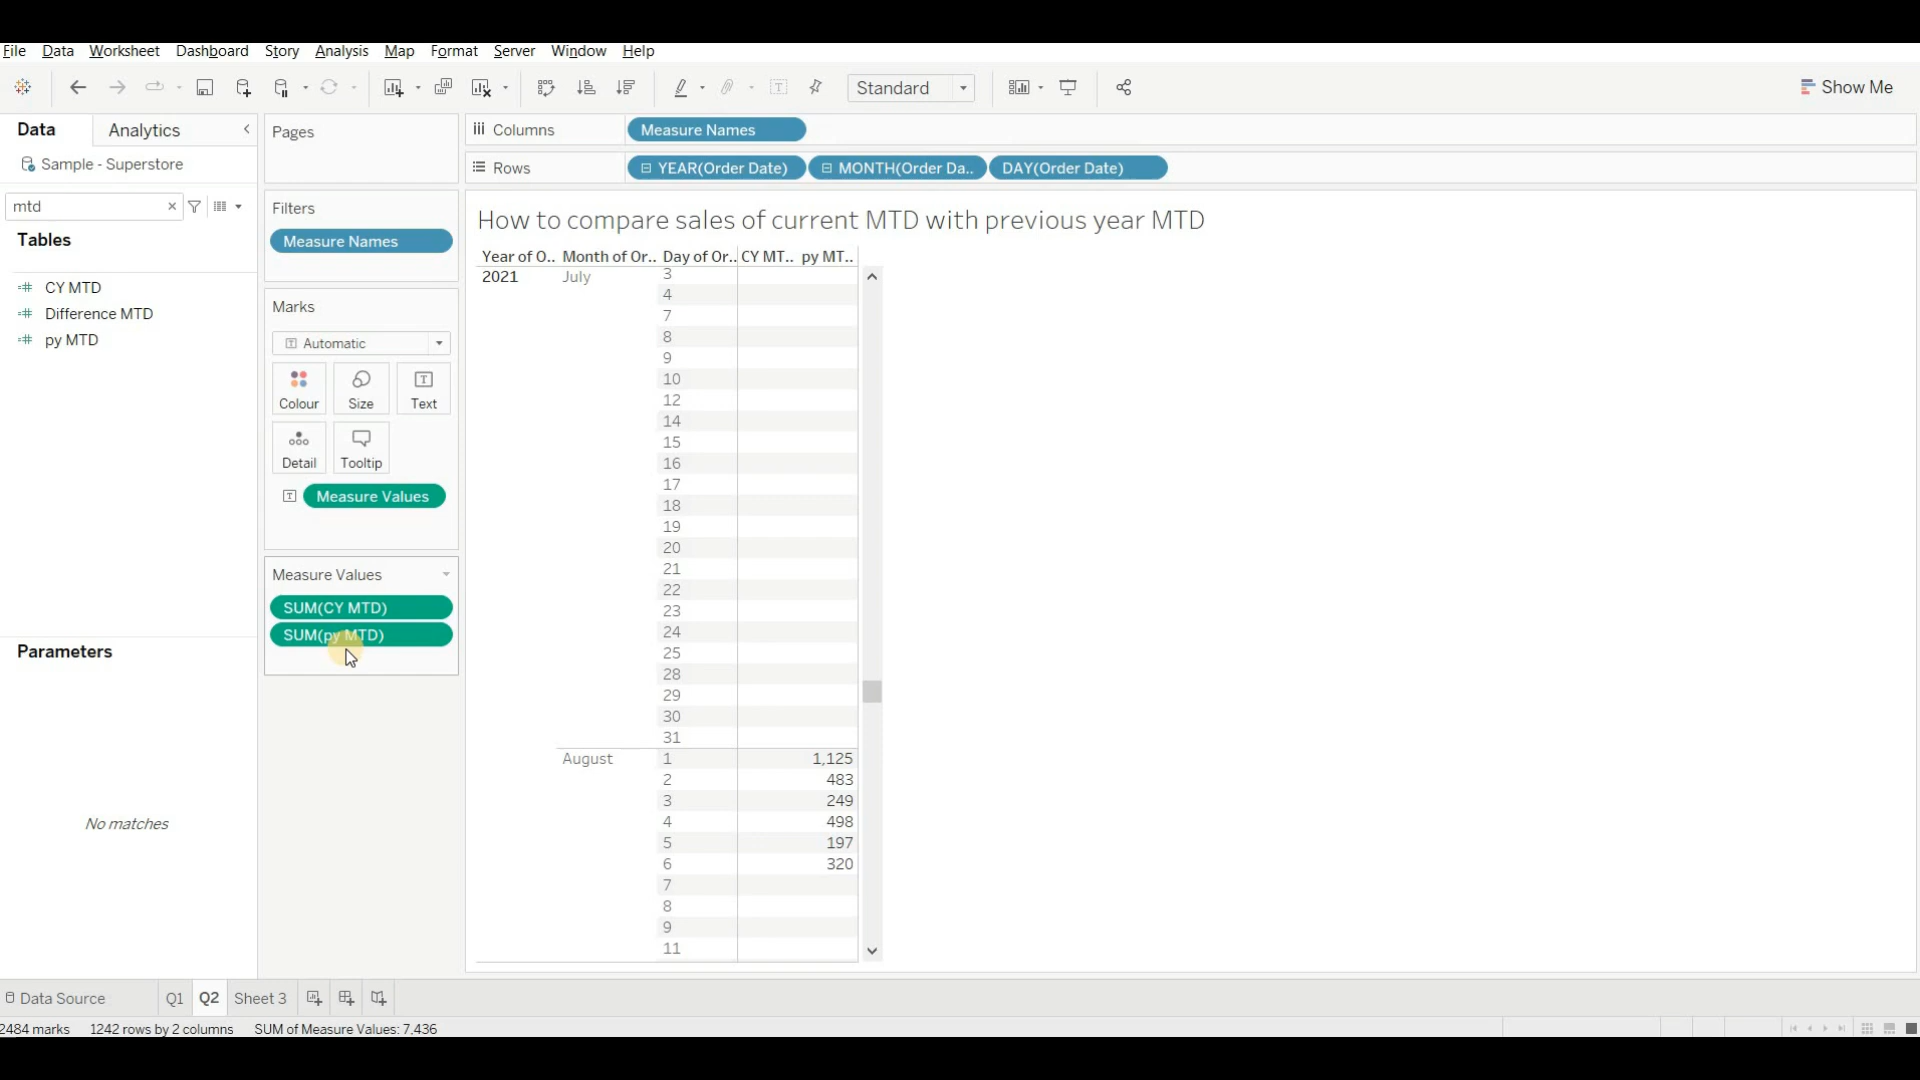 File Data Worksheet Dashboard Story Analysis Map Format Server Window Help
Standard
Show Me
Data Analytics
Sample - Superstore
mtd
Tables
CY MTD
Difference MTD
py MTD
Parameters
No matches
Pages
Filters
Measure Names
Marks
Automatic
Colour Size Text
Detail Tooltip
Measure Values
Measure Values
SUM(CY MTD)
SUM(py MTD)
Columns Measure Names
Rows YEAR(Order Date) MONTH(Order Da.. DAY(Order Date)
How to compare sales of current MTD with previous year MTD
Year of O.. Month of Or.. Day of Or.. CY MT.. py MT..
2021 July 3
4
7
8
9
10
12
14
15
16
17
18
19
20
21
22
23
24
25
28
29
30
31
August 1 1,125
2 483
3 249
4 498
5 197
6 320
7
8
9
11
Data Source Q1 Q2 Sheet 3
2484 marks 1242 rows by 2 columns SUM of Measure Values: 7,436